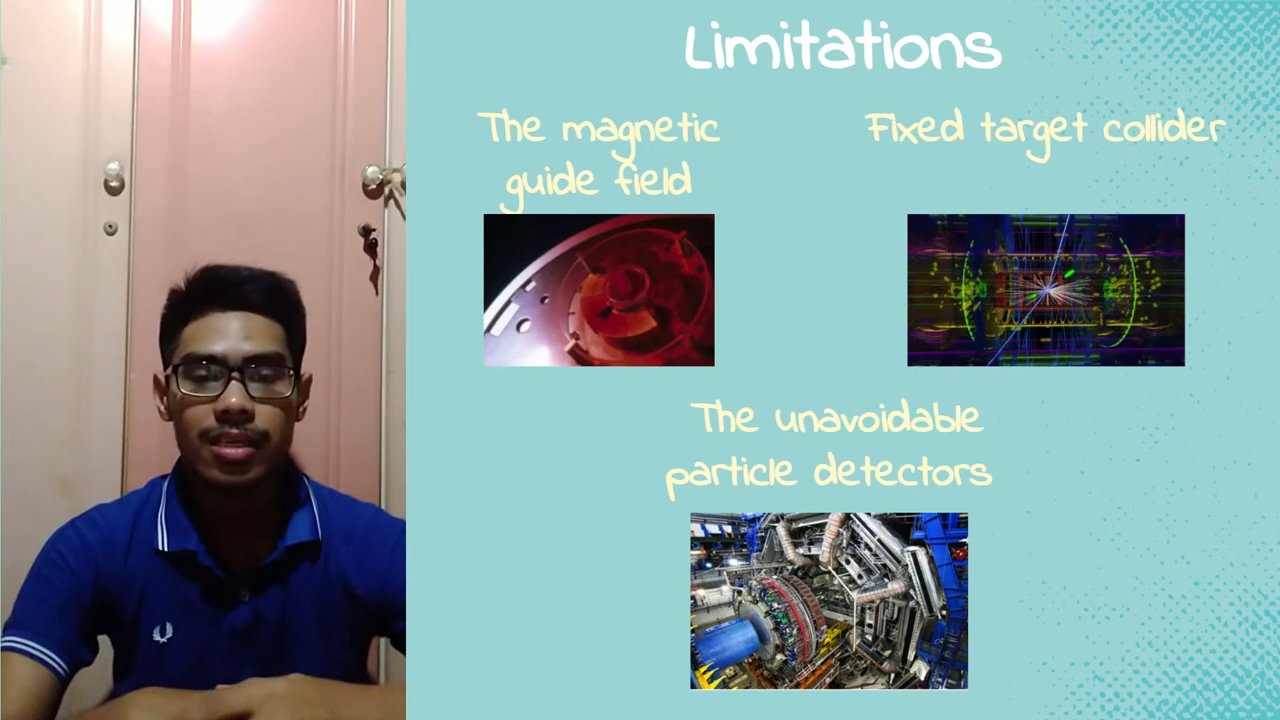 Limitations
The magnetic
guide field
Fixed target collider
The unavoidable
particle detectors